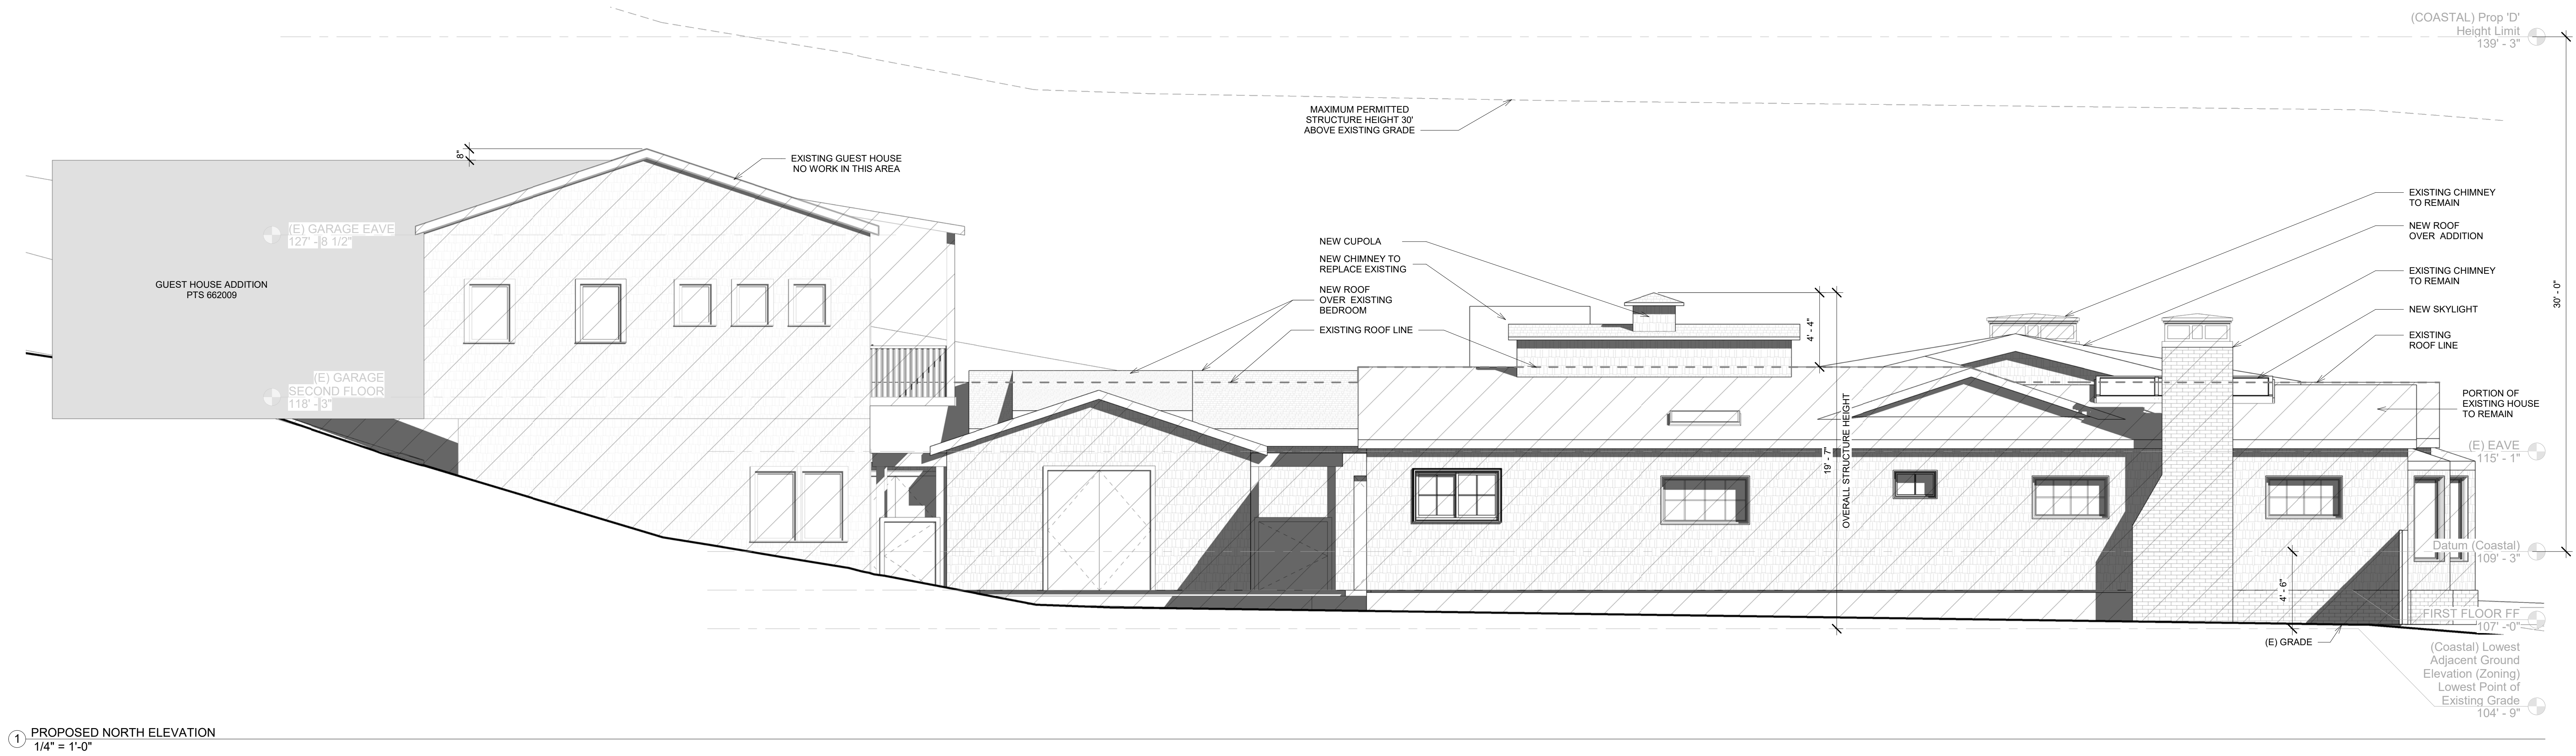 (COASTAL) Prop 'D'
Height Limit
139' - 3"
MAXIMUM PERMITTED
STRUCTURE HEIGHT 30'
ABOVE EXISTING GRADE
8"
EXISTING GUEST HOUSE
NO WORK IN THIS AREA
EXISTING CHIMNEY
TO REMAIN
NEW ROOF
OVER ADDITION
(E) GARAGE EAVE
127' - 8 1/2"
NEW CUPOLA
NEW CHIMNEY TO
REPLACE EXISTING
EXISTING CHIMNEY
TO REMAIN
GUEST HOUSE ADDITION
PTS 662009
NEW ROOF
OVER EXISTING
BEDROOM
30' - 0"
NEW SKYLIGHT
EXISTING ROOF LINE
4' - 4"
EXISTING
ROOF LINE
(E) GARAGE
SECOND FLOOR
118' - 3"
PORTION OF
EXISTING HOUSE
TO REMAIN
19' - 7"
OVERALL STRUCTURE HEIGHT
(E) EAVE
115' - 1"
Datum (Coastal)
109' - 3"
4' - 6"
FIRST FLOOR FF
107' - 0"
(E) GRADE
(Coastal) Lowest
Adjacent Ground
Elevation (Zoning)
Lowest Point of
Existing Grade
104' - 9"
1 PROPOSED NORTH ELEVATION
1/4" = 1'-0"